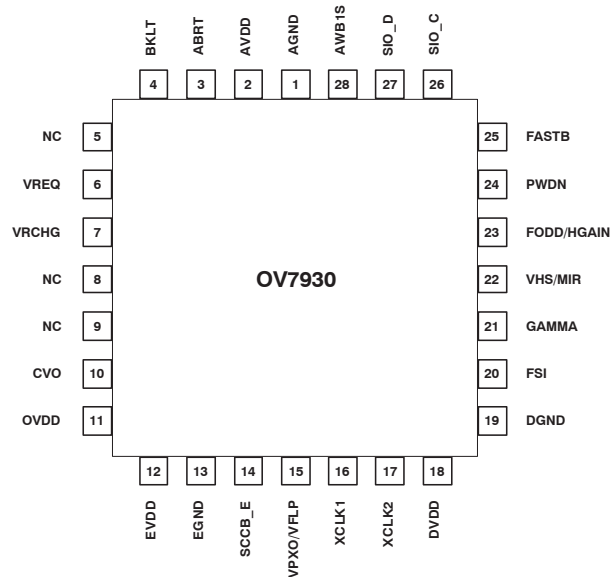 BKLT
ABRT
AVDD
AGND
AWB1S
SIO_D
SIO_C
4
3
2
1
28
27
26
NC 5
25 FASTB
VREQ 6
24 PWDN
VRCHG 7
23 FODD/HGAIN
NC 8
OV7930
22 VHS/MIR
NC 9
21 GAMMA
CVO 10
20 FSI
OVDD 11
19 DGND
12
13
14
15
16
17
18
EVDD
EGND
SCCB_E
VPXO/VFLP
XCLK1
XCLK2
DVDD